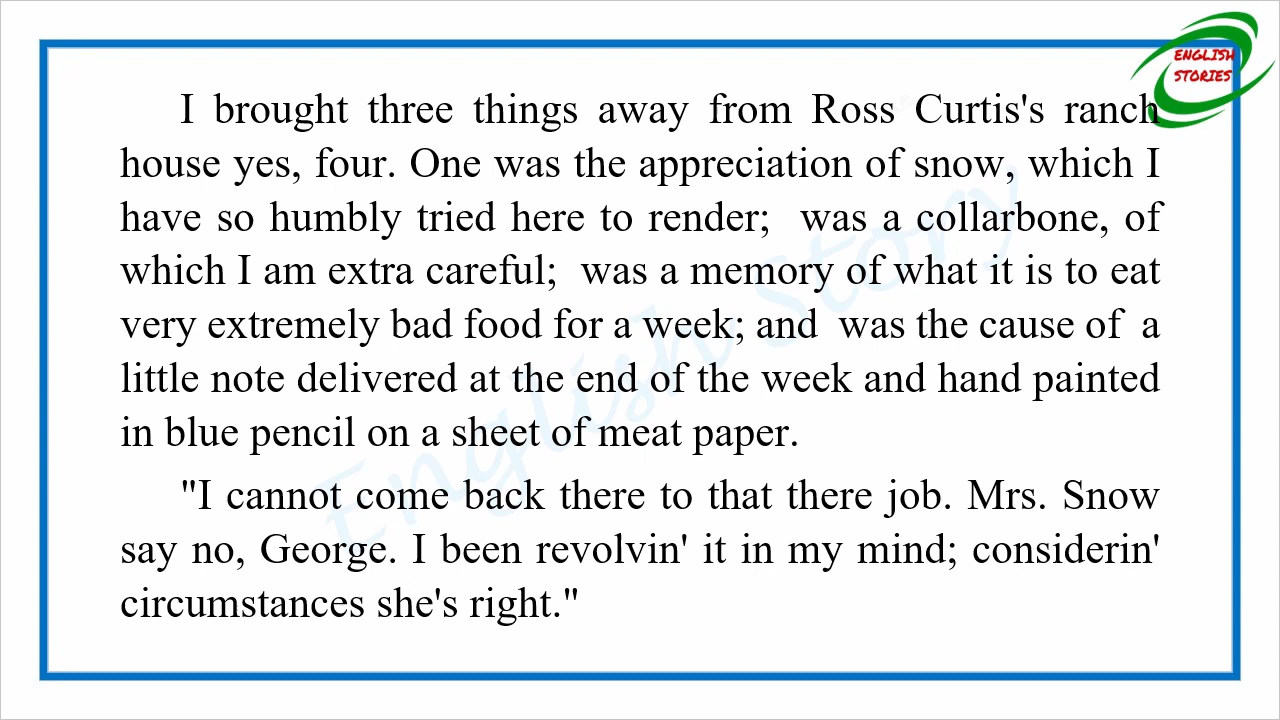 ENGLISH
STORIES
I brought three things away from Ross Curtis's ranch
house yes, four. One was the appreciation of snow, which I
have so humbly tried here to render;  was a collarbone, of
which I am extra careful;  was a memory of what it is to eat
very extremely bad food for a week; and  was the cause of  a
little note delivered at the end of the week and hand painted
in blue pencil on a sheet of meat paper.
"I cannot come back there to that there job. Mrs. Snow
say no, George. I been revolvin' it in my mind; considerin'
circumstances she's right."
English Story